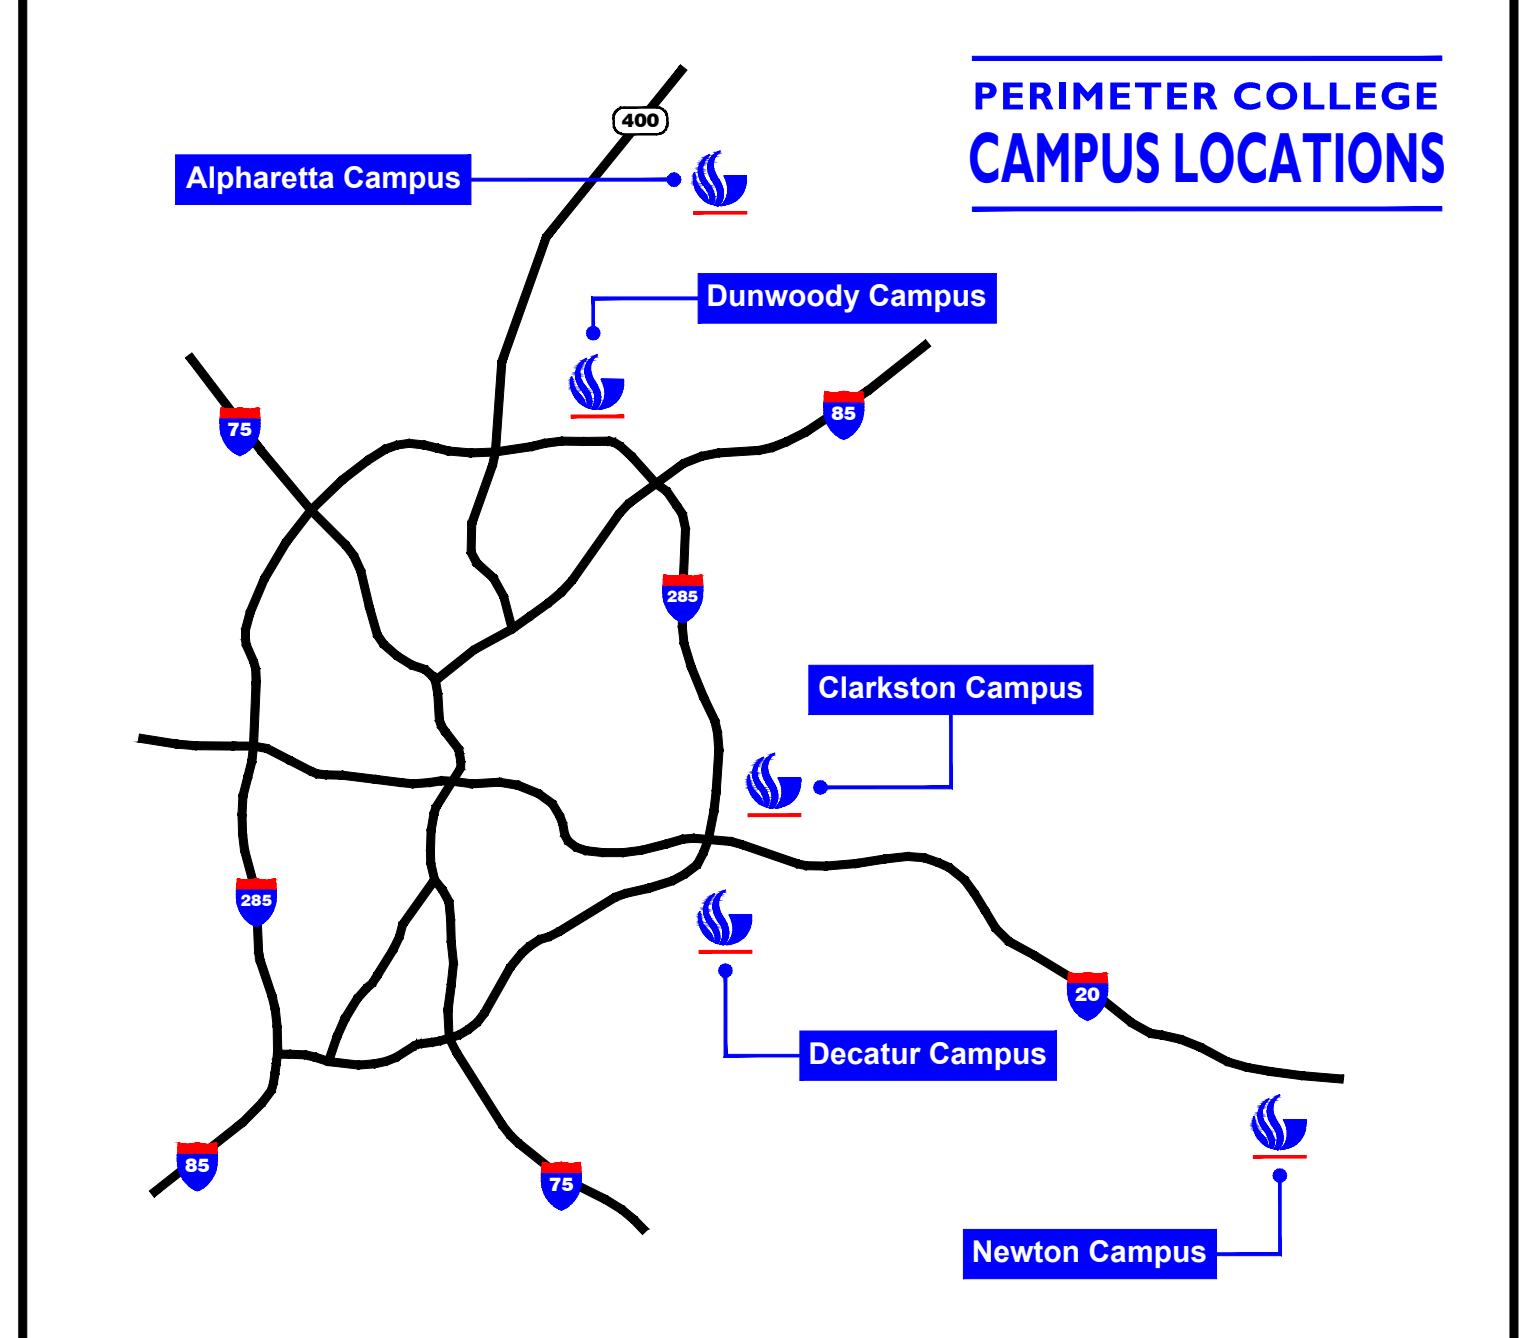 PERIMETER COLLEGE
CAMPUS LOCATIONS
400
Alpharetta Campus
Dunwoody Campus
75
85
285
Clarkston Campus
285
20
Decatur Campus
85
75
Newton Campus